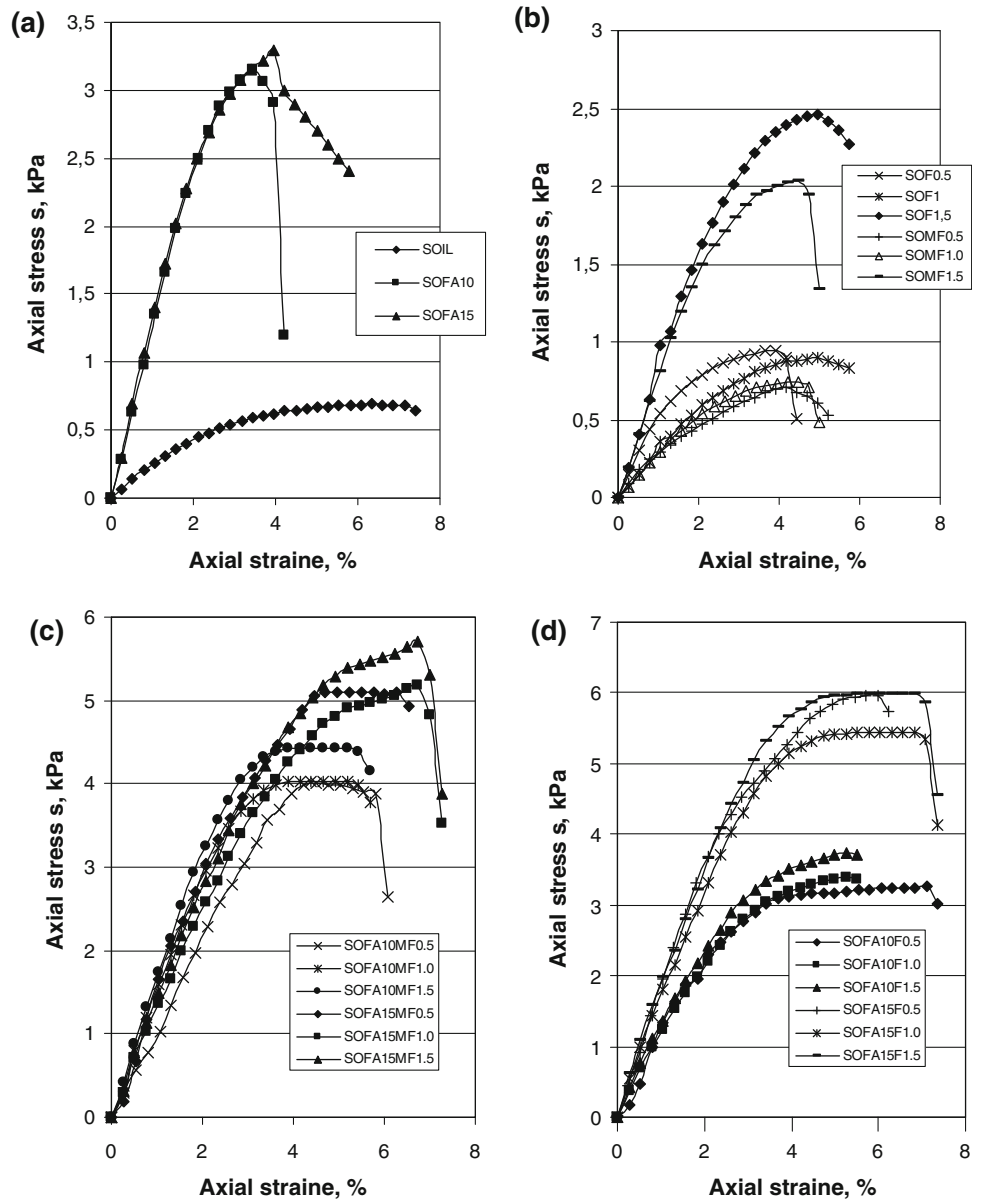 (a)
3,5
3
2,5
2
1,5
1
0,5
0
0 2 4 6 8
Axial stress s, kPa
Axial straine, %
SOIL
SOFA10
SOFA15
(b)
3
2,5
2
1,5
1
0,5
0
0 2 4 6 8
Axial stress s, kPa
Axial straine, %
SOF0.5
SOF1
SOF1,5
SOMF0.5
SOMF1.0
SOMF1.5
(c)
6
5
4
3
2
1
0
0 2 4 6 8
Axial stress s, kPa
Axial straine, %
SOFA10MF0.5
SOFA10MF1.0
SOFA10MF1.5
SOFA15MF0.5
SOFA15MF1.0
SOFA15MF1.5
(d)
7
6
5
4
3
2
1
0
0 2 4 6 8
Axial stress s, kPa
Axial straine, %
SOFA10F0.5
SOFA10F1.0
SOFA10F1.5
SOFA15F0.5
SOFA15F1.0
SOFA15F1.5